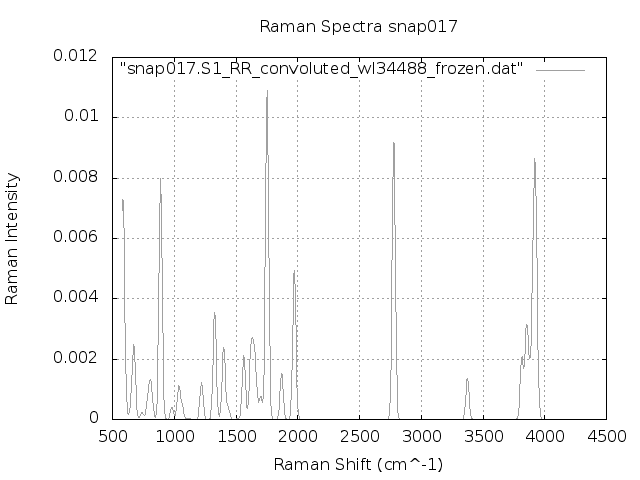 Raman Spectra snap017
"snap017.S1_RR_convoluted_wl34488_frozen.dat"
Raman Intensity
0.012
0.01
0.008
0.006
0.004
0.002
0
500 1000 1500 2000 2500 3000 3500 4000 4500
Raman Shift (cm^-1)